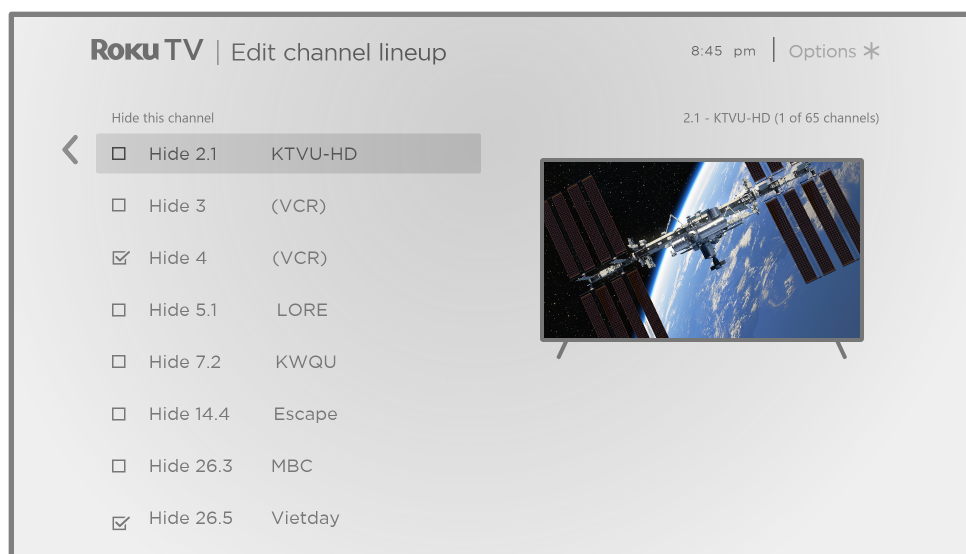 Roku TV | Edit channel lineup
8:45 pm | Options
Hide this channel
2.1 - KTVU-HD (1 of 65 channels)
Hide 2.1 KTVU-HD
Hide 3 (VCR)
Hide 4 (VCR)
Hide 5.1 LORE
Hide 7.2 KWQU
Hide 14.4 Escape
Hide 26.3 MBC
Hide 26.5 Vietday